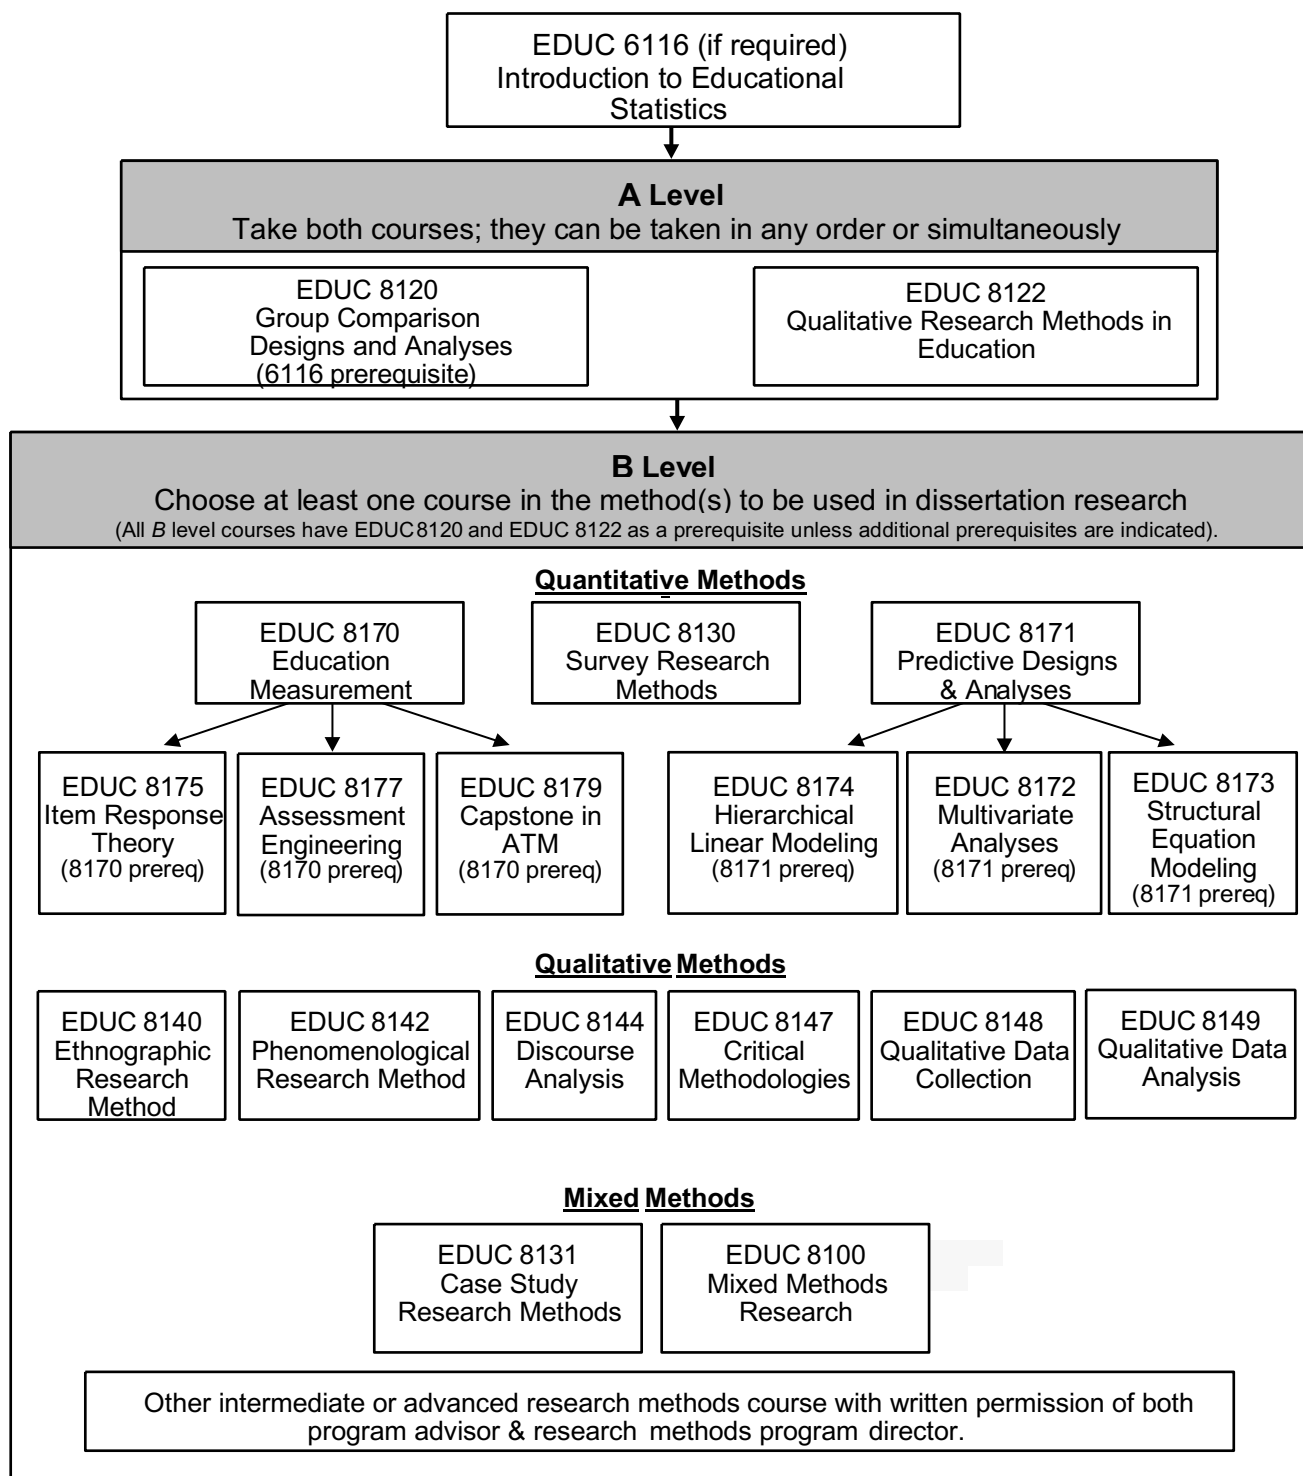 EDUC 6116 (if required)
Introduction to Educational
Statistics
A Level
Take both courses; they can be taken in any order or simultaneously
EDUC 8120
Group Comparison
Designs and Analyses
(6116 prerequisite)
EDUC 8122
Qualitative Research Methods in
Education
B Level
Choose at least one course in the method(s) to be used in dissertation research
(All B level courses have EDUC 8120 and EDUC 8122 as a prerequisite unless additional prerequisites are indicated).
Quantitative Methods
EDUC 8170
Education
Measurement
EDUC 8130
Survey Research
Methods
EDUC 8171
Predictive Designs
& Analyses
EDUC 8175
Item Response
Theory
(8170 prereq)
EDUC 8177
Assessment
Engineering
(8170 prereq)
EDUC 8179
Capstone in
ATM
(8170 prereq)
EDUC 8174
Hierarchical
Linear Modeling
(8171 prereq)
EDUC 8172
Multivariate
Analyses
(8171 prereq)
EDUC 8173
Structural
Equation
Modeling
(8171 prereq)
Qualitative Methods
EDUC 8140
Ethnographic
Research
Method
EDUC 8142
Phenomenological
Research Method
EDUC 8144
Discourse
Analysis
EDUC 8147
Critical
Methodologies
EDUC 8148
Qualitative Data
Collection
EDUC 8149
Qualitative Data
Analysis
Mixed Methods
EDUC 8131
Case Study
Research Methods
EDUC 8100
Mixed Methods
Research
Other intermediate or advanced research methods course with written permission of both
program advisor & research methods program director.